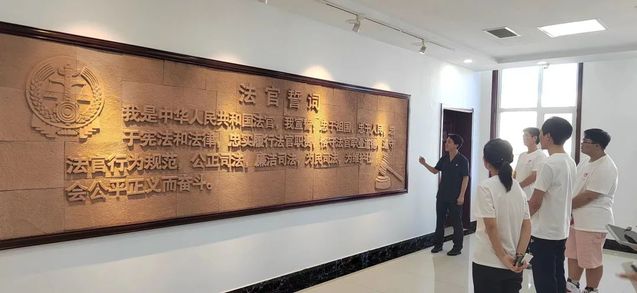 法官誓词
我是中华人民共和国法官，我宣誓：忠于祖国，忠于人民，忠
于宪法和法律，忠实履行法官职责，恪守法官职业道德，遵守
法官行为规范，公正司法，廉洁司法，为民司法，为维护社
会公平正义而奋斗。